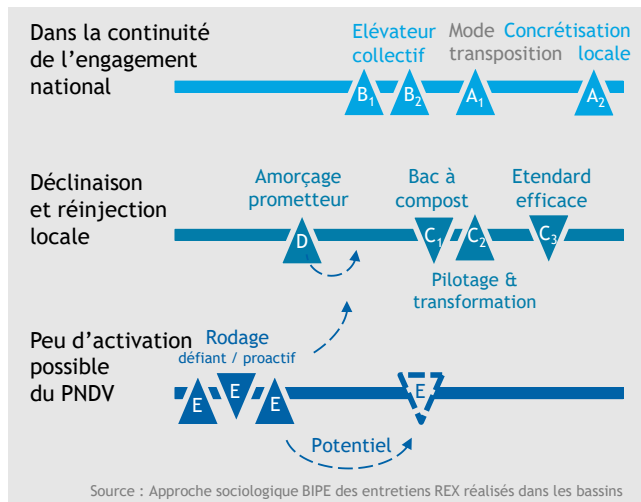 Dans la continuité
de l’engagement
national
Elévateur
collectif
Mode
transposition
Concrétisation
locale
B1
B2
A1
A2
Déclinaison
et réinjection
locale
Amorçage
prometteur
Bac à
compost
Etendard
efficace
D
C1
C2
C3
Pilotage &
transformation
Peu d’activation
possible
du PNDV
Rodage
défiant / proactif
E
E
E
E
Potentiel
Source : Approche sociologique BIPE des entretiens REX réalisés dans les bassins